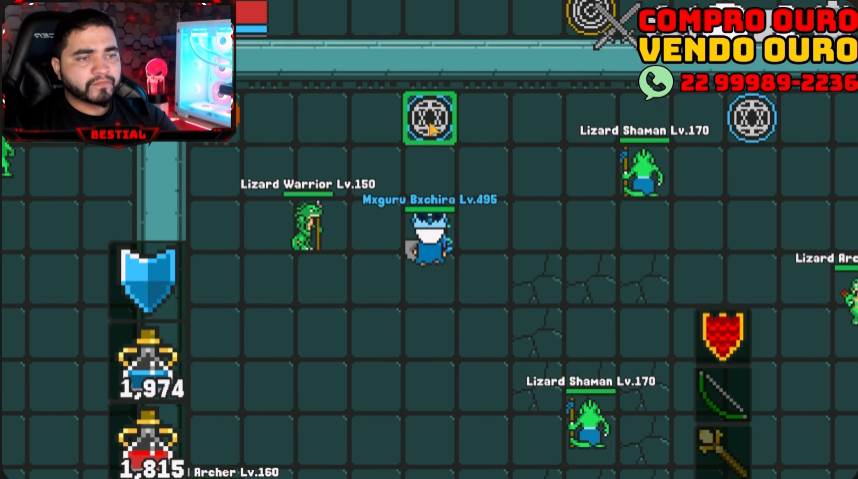 COMPRO OURO
VENDO OURO
22 99989-2236
BESTIAL
Lizard Shaman Lv.170
Lizard Warrior Lv.150
Mxguru Bxchira Lv.495
Lizard Arc
1,974
Lizard Shaman Lv.170
1,815
Archer Lv.160